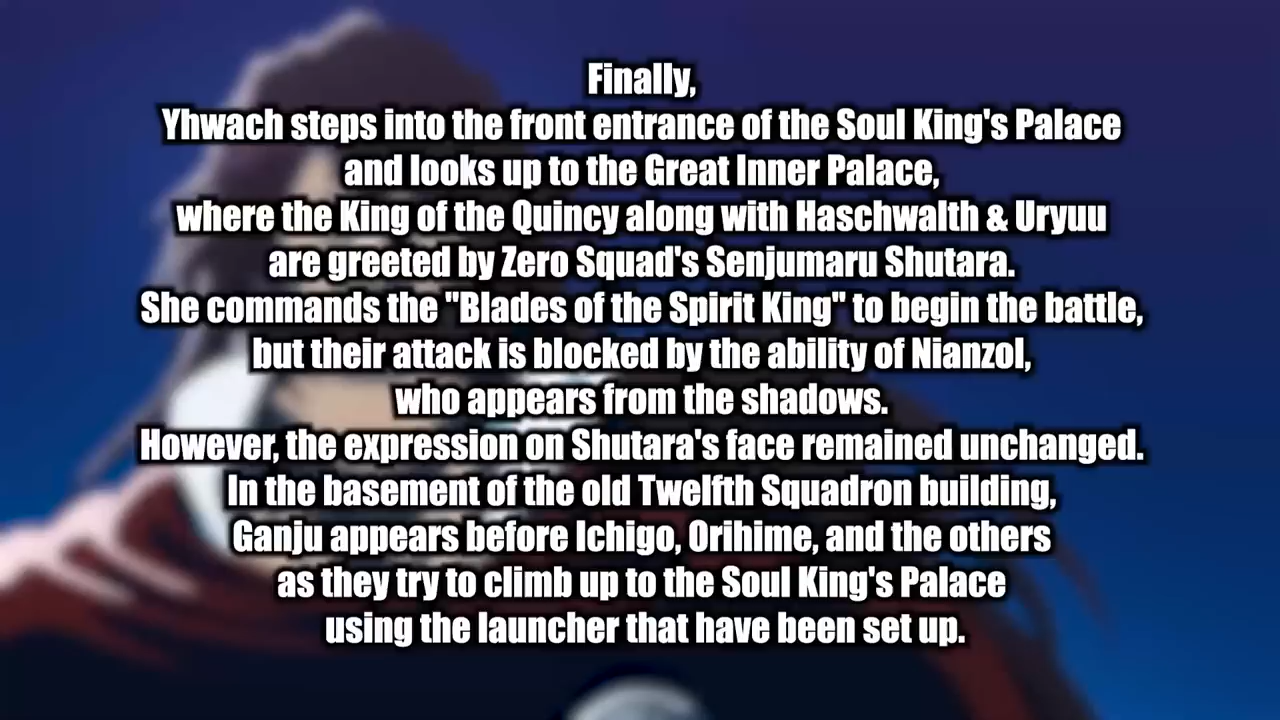 Finally,
Yhwach steps into the front entrance of the Soul King's Palace
and looks up to the Great Inner Palace,
where the King of the Quincy along with Haschwalth & Uryuu
are greeted by Zero Squad's Senjumaru Shutara.
She commands the "Blades of the Spirit King" to begin the battle,
but their attack is blocked by the ability of Nianzol,
who appears from the shadows.
However, the expression on Shutara's face remained unchanged.
In the basement of the old Twelfth Squadron building,
Ganju appears before Ichigo, Orihime, and the others
as they try to climb up to the Soul King's Palace
using the launcher that have been set up.